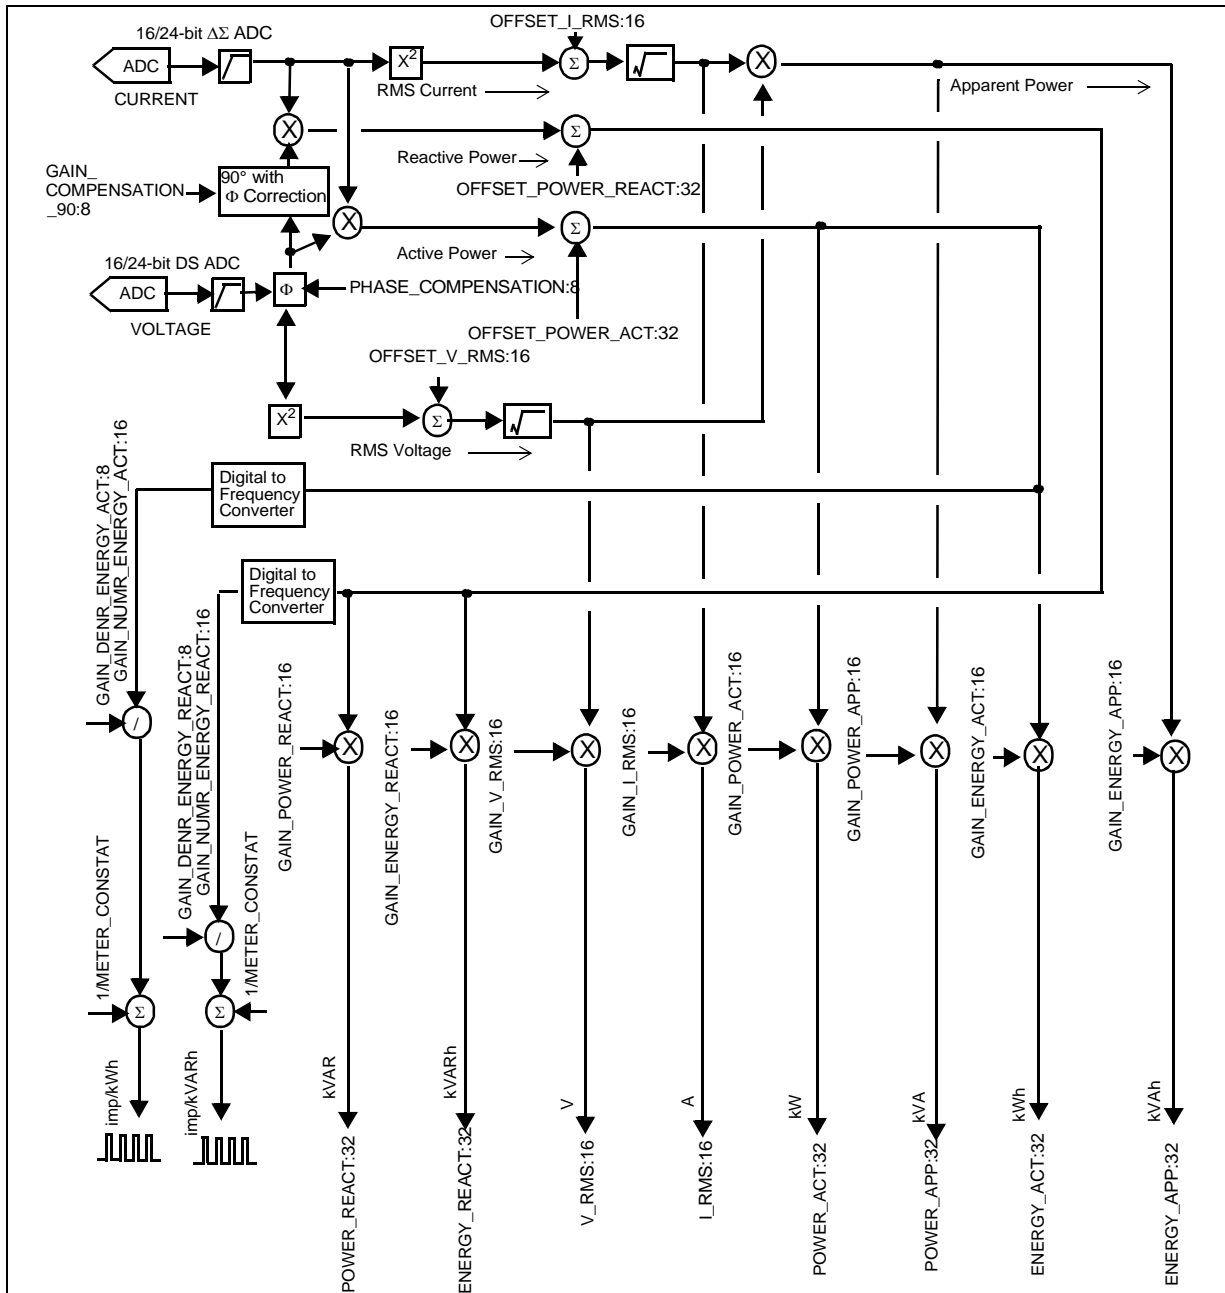 OFFSET_I_RMS:16
16/24-bit ΔΣ ADC
ADC
CURRENT
X2
Σ
√
X
RMS Current
Apparent Power
X
Σ
Reactive Power
OFFSET_POWER_REACT:32
GAIN_
COMPENSATION
_90:8
90° with
Φ Correction
X
Σ
Active Power
16/24-bit DS ADC
ADC
VOLTAGE
Φ
PHASE_COMPENSATION:8
OFFSET_POWER_ACT:32
OFFSET_V_RMS:16
X2
Σ
√
RMS Voltage
Digital to
Frequency
Converter
GAIN_DENR_ENERGY_ACT:8
GAIN_NUMR_ENERGY_ACT:16
Digital to
Frequency
Converter
GAIN_DENR_ENERGY_REACT:8
GAIN_NUMR_ENERGY_REACT:16
GAIN_POWER_REACT:16
GAIN_ENERGY_REACT:16
GAIN_V_RMS:16
GAIN_I_RMS:16
GAIN_POWER_ACT:16
GAIN_POWER_APP:16
GAIN_ENERGY_ACT:16
GAIN_ENERGY_APP:16
/
X
X
X
X
X
X
X
X
/
1/METER_CONSTAT
Σ
Σ
1/METER_CONSTAT
imp/kWh
imp/kVARh
kVAR
kVARh
V
A
kW
kVA
kWh
kVAh
POWER_REACT:32
ENERGY_REACT:32
V_RMS:16
I_RMS:16
POWER_ACT:32
POWER_APP:32
ENERGY_ACT:32
ENERGY_APP:32